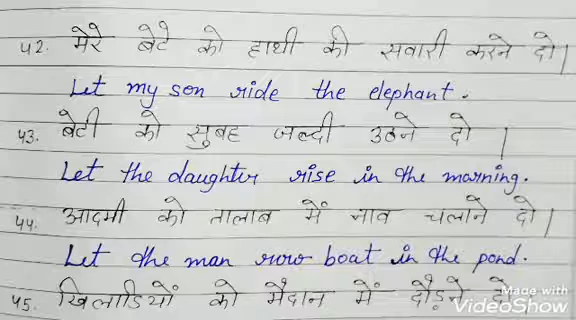 42. मेरे बेटे को हाथी की सवारी करने दो।
Let my son ride the elephant.
43. बेटी को सुबह जल्दी उठने दो।
Let the daughter rise in the morning.
44. आदमी को तालाब में नाव चलाने दो।
Let the man row boat in the pond.
45. खिलाडियों को मैदान में दौड़ने दो
Made with
VideoShow